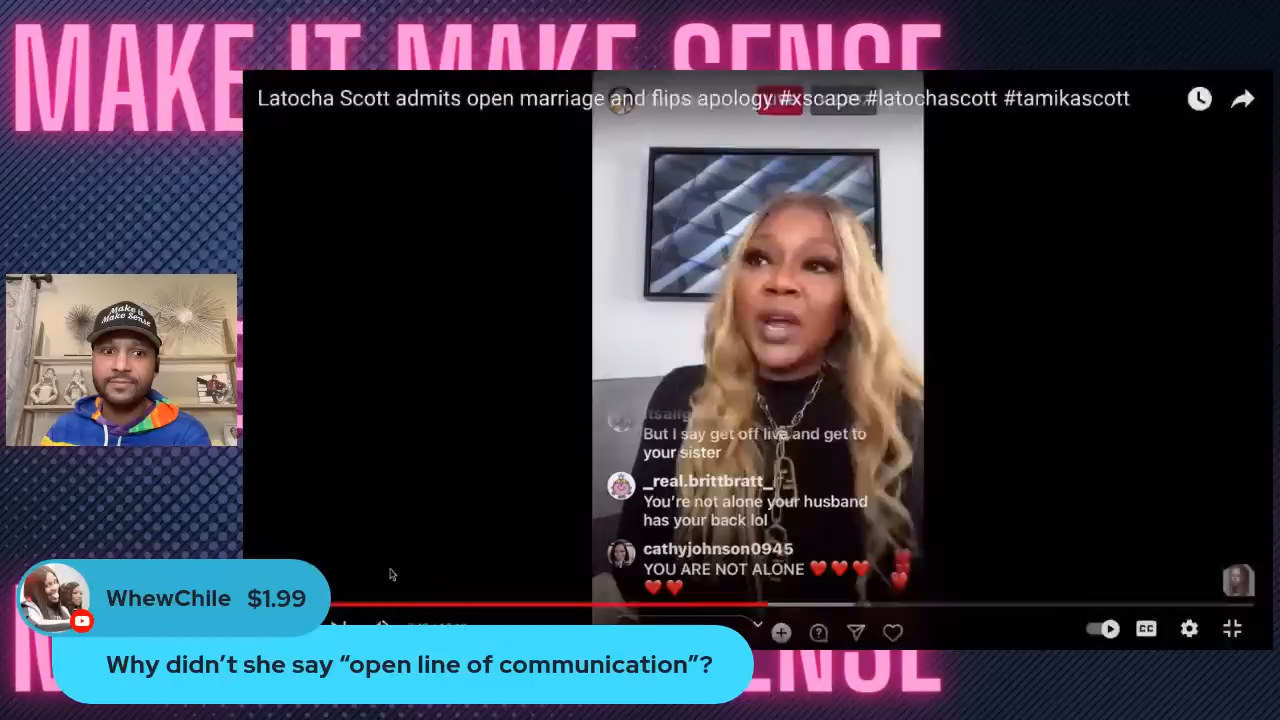 MAKE IT MAKE SENSE
Latocha Scott admits open marriage and flips apology #xscape #latochascott #tamikascott
Make It
Make Sense
But I say get off live and get to
your sister
_real.brittbratt_
You're not alone your husband
has your back lol
cathyjohnson0945
YOU ARE NOT ALONE ❤️❤️❤️
❤️❤️
WhewChile $1.99
CC
Why didn't she say “open line of communication”?